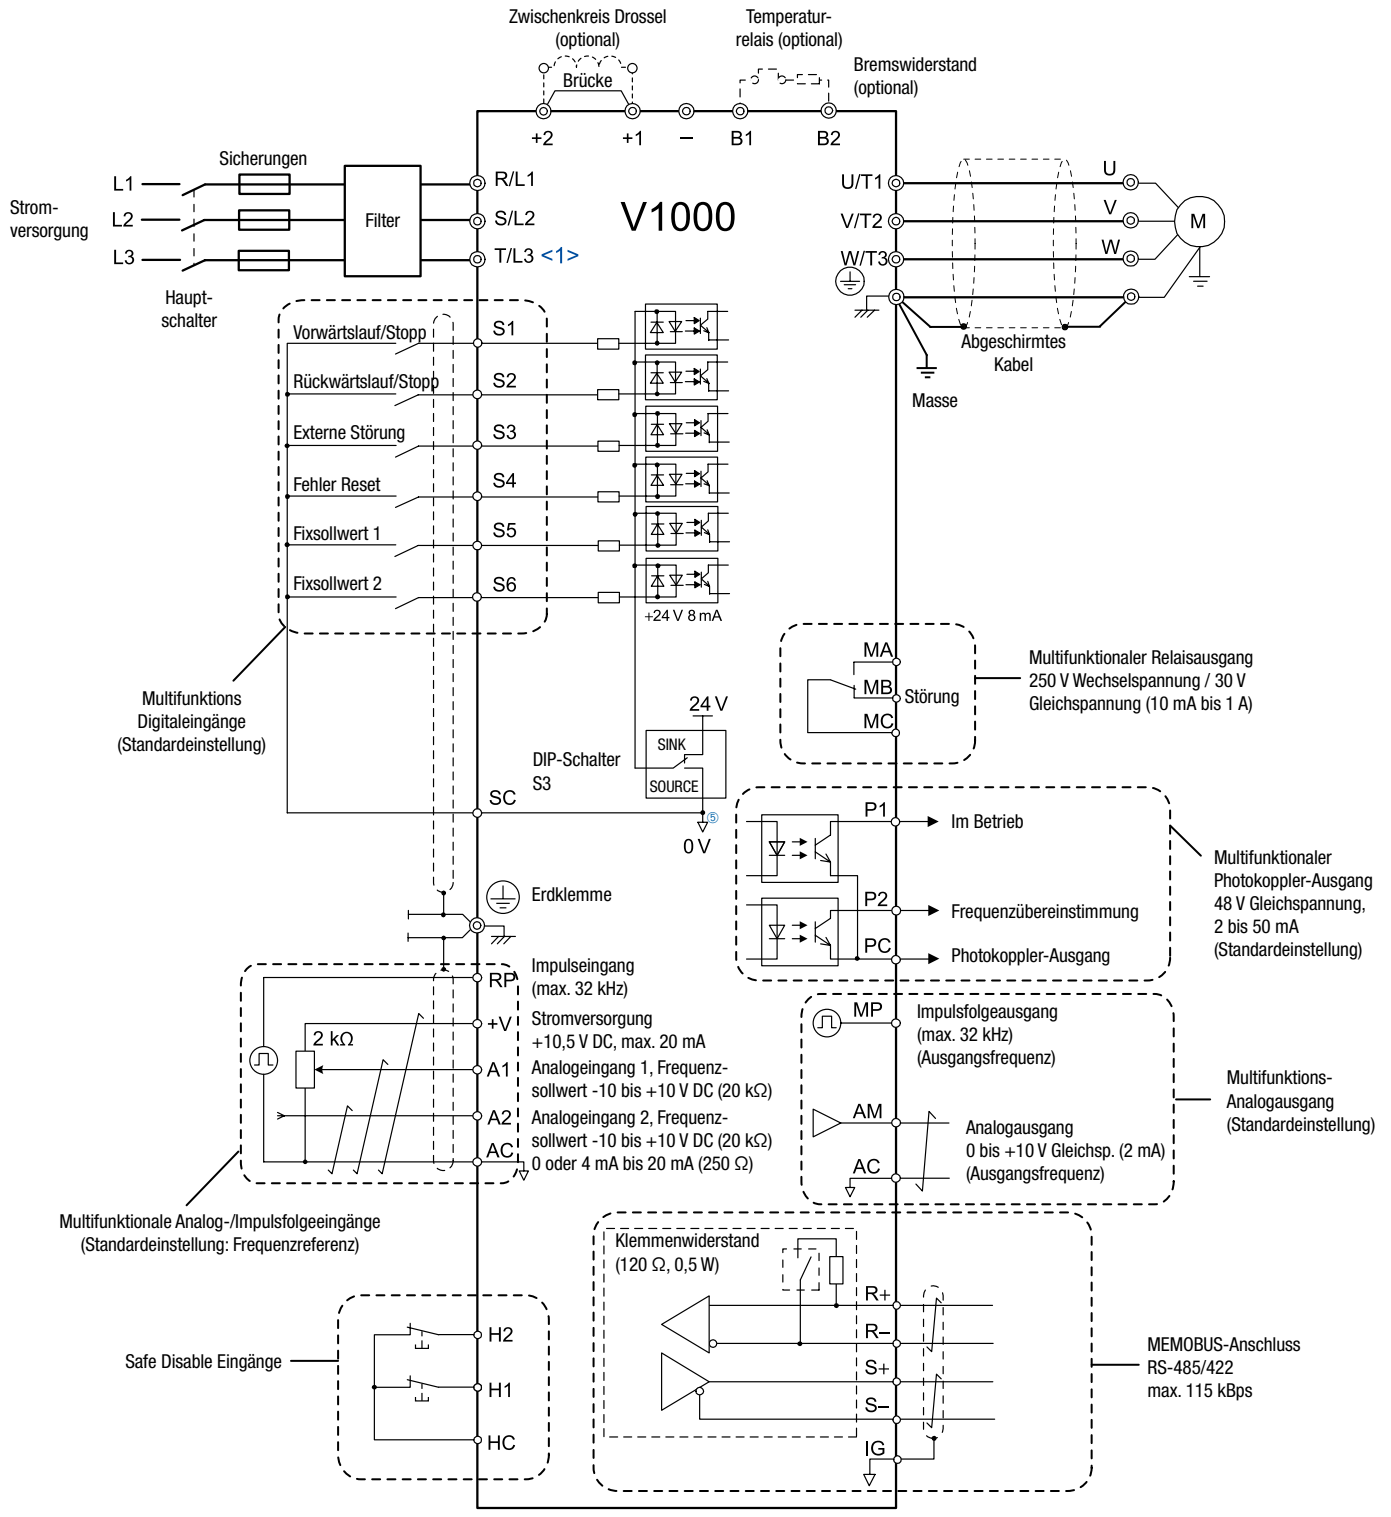 Zwischenkreis Drossel
(optional)
Brücke
Temperatur-
relais (optional)
Bremswiderstand
(optional)
+2
+1
–
B1
B2
Sicherungen
Strom-
versorgung
L1
L2
L3
Filter
Haupt-
schalter
R/L1
S/L2
T/L3 <1>
V1000
U/T1
V/T2
W/T3
U
V
W
M
Abgeschirmtes
Kabel
Masse
Vorwärtslauf/Stopp
S1
Rückwärtslauf/Stopp
S2
Externe Störung
S3
Fehler Reset
S4
Fixsollwert 1
S5
Fixsollwert 2
S6
+24 V 8 mA
Multifunktions
Digitaleingänge
(Standardeinstellung)
24 V
SINK
SOURCE
DIP-Schalter
S3
SC
⑤
0 V
MA
MB
MC
Störung
Multifunktionaler Relaisausgang
250 V Wechselspannung / 30 V
Gleichspannung (10 mA bis 1 A)
P1
Im Betrieb
P2
Frequenzübereinstimmung
PC
Photokoppler-Ausgang
Multifunktionaler
Photokoppler-Ausgang
48 V Gleichspannung,
2 bis 50 mA
(Standardeinstellung)
Erdklemme
RP
Impulseingang
(max. 32 kHz)
+V
Stromversorgung
+10,5 V DC, max. 20 mA
2 kΩ
A1
Analogeingang 1, Frequenz-
sollwert -10 bis +10 V DC (20 kΩ)
A2
Analogeingang 2, Frequenz-
sollwert -10 bis +10 V DC (20 kΩ)
0 oder 4 mA bis 20 mA (250 Ω)
AC
Multifunktionale Analog-/Impulsfolgeeingänge
(Standardeinstellung: Frequenzreferenz)
MP
Impulsfolgeausgang
(max. 32 kHz)
(Ausgangsfrequenz)
AM
Analogausgang
0 bis +10 V Gleichsp. (2 mA)
(Ausgangsfrequenz)
AC
Multifunktions-
Analogausgang
(Standardeinstellung)
Safe Disable Eingänge
H2
H1
HC
Klemmenwiderstand
(120 Ω, 0,5 W)
R+
R–
S+
S–
IG
MEMOBUS-Anschluss
RS-485/422
max. 115 kBps